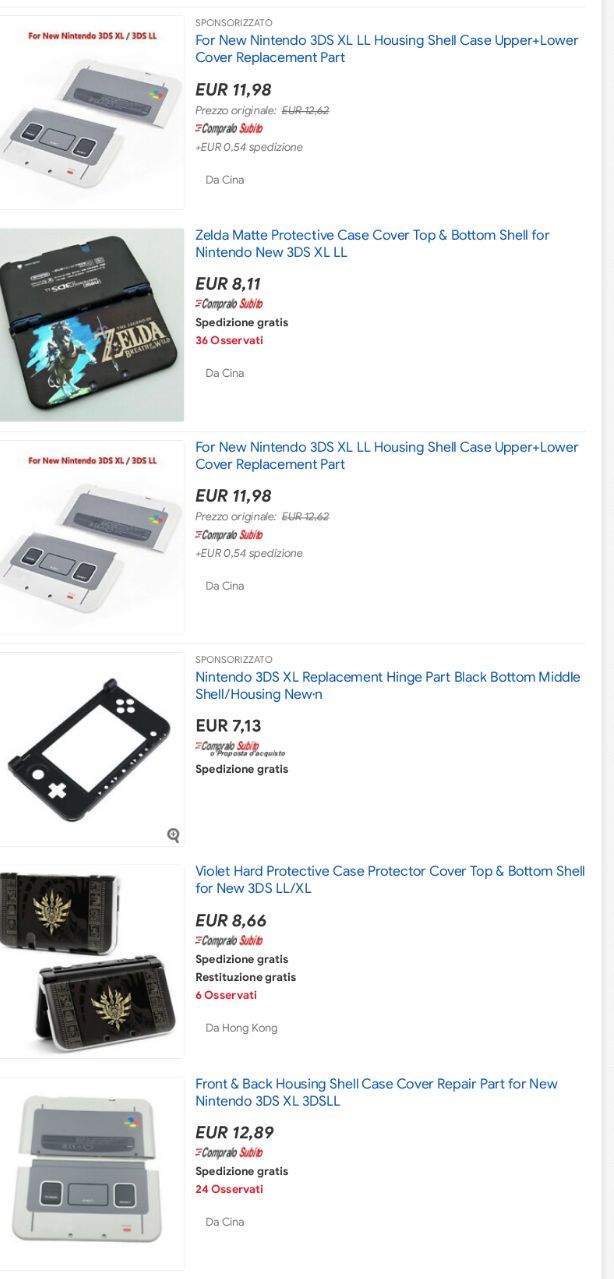 SPONSORIZZATO
For New Nintendo 3DS XL / 3DS LL
For New Nintendo 3DS XL LL Housing Shell Case Upper+Lower
Cover Replacement Part
EUR 11,98
Prezzo originale: EUR 12,62
Compralo Subito
+EUR 0,54 spedizione
Da Cina
Zelda Matte Protective Case Cover Top & Bottom Shell for
Nintendo New 3DS XL LL
EUR 8,11
Compralo Subito
Spedizione gratis
36 Osservati
Da Cina
THE LEGEND OF
ZELDA
BREATH OF THE WILD
For New Nintendo 3DS XL LL Housing Shell Case Upper+Lower
Cover Replacement Part
For New Nintendo 3DS XL / 3DS LL
EUR 11,98
Prezzo originale: EUR 12,62
Compralo Subito
+EUR 0,54 spedizione
Da Cina
SPONSORIZZATO
Nintendo 3DS XL Replacement Hinge Part Black Bottom Middle
Shell/Housing New·n
EUR 7,13
Compralo Subito
o Proposta d'acquisto
Spedizione gratis
Violet Hard Protective Case Protector Cover Top & Bottom Shell
for New 3DS LL/XL
EUR 8,66
Compralo Subito
Spedizione gratis
Restituzione gratis
6 Osservati
Da Hong Kong
Front & Back Housing Shell Case Cover Repair Part for New
Nintendo 3DS XL 3DSLL
EUR 12,89
Compralo Subito
Spedizione gratis
24 Osservati
Da Cina